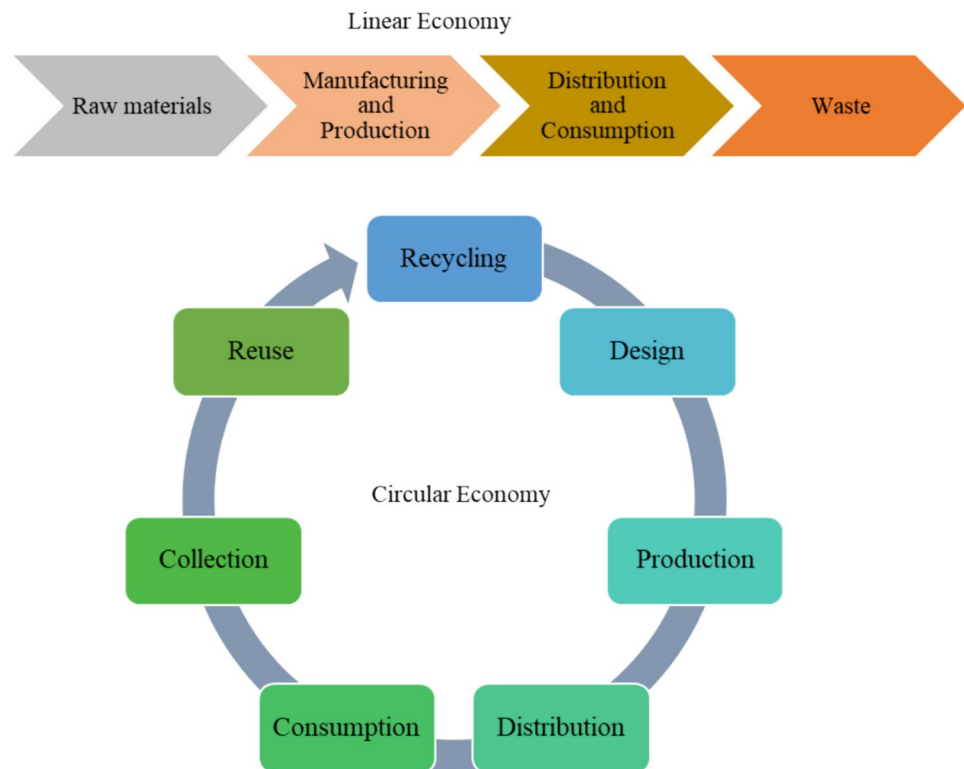 Linear Economy
Raw materials
Manufacturing
and
Production
Distribution
and
Consumption
Waste
Recycling
Design
Production
Distribution
Consumption
Collection
Reuse
Circular Economy